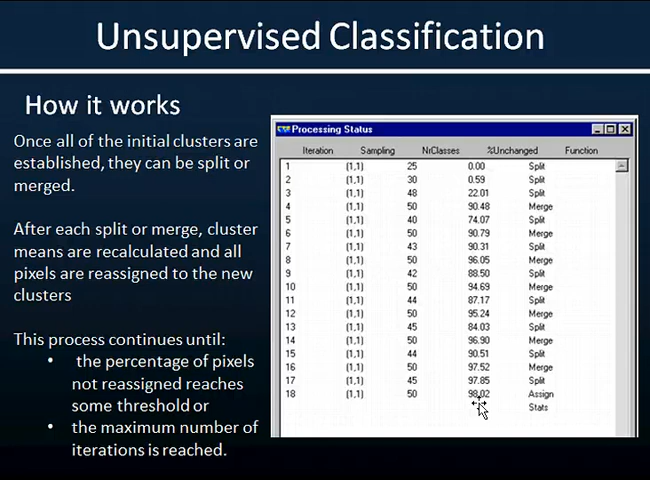 Unsupervised Classification
How it works
Once all of the initial clusters are
established, they can be split or
merged.
After each split or merge, cluster
means are recalculated and all
pixels are reassigned to the new
clusters
This process continues until:
• the percentage of pixels
not reassigned reaches
some threshold or
• the maximum number of
iterations is reached.
Processing Status
Iteration Sampling NrClasses %Unchanged Function
1 (1,1) 25 0.00 Split
2 (1,1) 30 0.59 Split
3 (1,1) 48 22.01 Split
4 (1,1) 50 90.48 Merge
5 (1,1) 40 74.07 Split
6 (1,1) 50 90.79 Merge
7 (1,1) 43 90.31 Split
8 (1,1) 50 96.05 Merge
9 (1,1) 42 88.50 Split
10 (1,1) 50 94.69 Merge
11 (1,1) 44 87.17 Split
12 (1,1) 50 95.24 Merge
13 (1,1) 45 84.03 Split
14 (1,1) 50 96.90 Merge
15 (1,1) 44 90.51 Split
16 (1,1) 50 97.52 Merge
17 (1,1) 45 97.85 Split
18 (1,1) 50 98.02 Assign
Stats